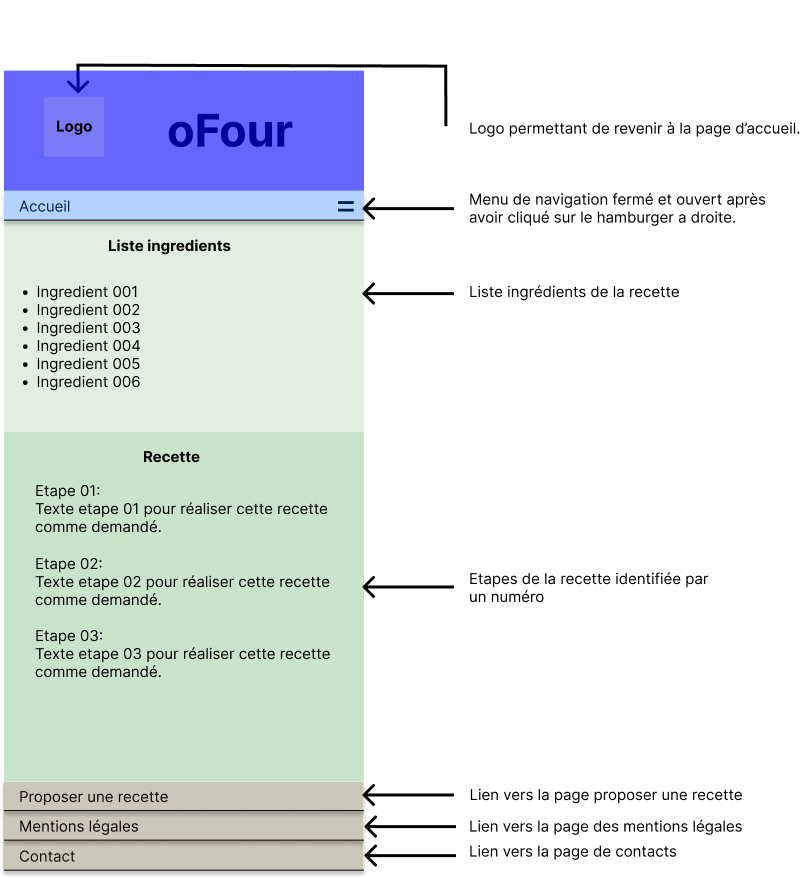 Logo
oFour
Logo permettant de revenir à la page d’accueil.
Accueil
Menu de navigation fermé et ouvert après
avoir cliqué sur le hamburger a droite.
Liste ingredients
• Ingredient 001
• Ingredient 002
• Ingredient 003
• Ingredient 004
• Ingredient 005
• Ingredient 006
Liste ingrédients de la recette
Recette
Etape 01:
Texte etape 01 pour réaliser cette recette
comme demandé.
Etape 02:
Texte etape 02 pour réaliser cette recette
comme demandé.
Etape 03:
Texte etape 03 pour réaliser cette recette
comme demandé.
Etapes de la recette identifiée par
un numéro
Proposer une recette
Lien vers la page proposer une recette
Mentions légales
Lien vers la page des mentions légales
Contact
Lien vers la page de contacts